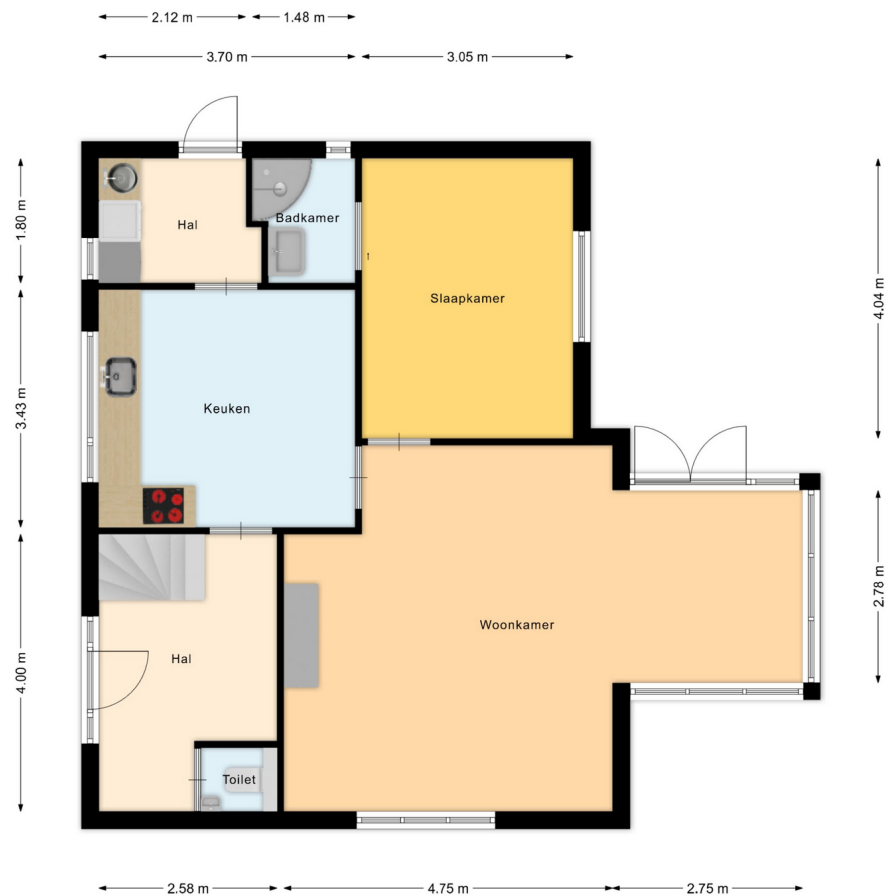 2.12 m 1.48 m
3.70 m 3.05 m
1.80 m
Hal
Badkamer
4.04 m
Slaapkamer
3.43 m
Keuken
2.78 m
Woonkamer
4.00 m
Hal
Toilet
2.58 m 4.75 m 2.75 m